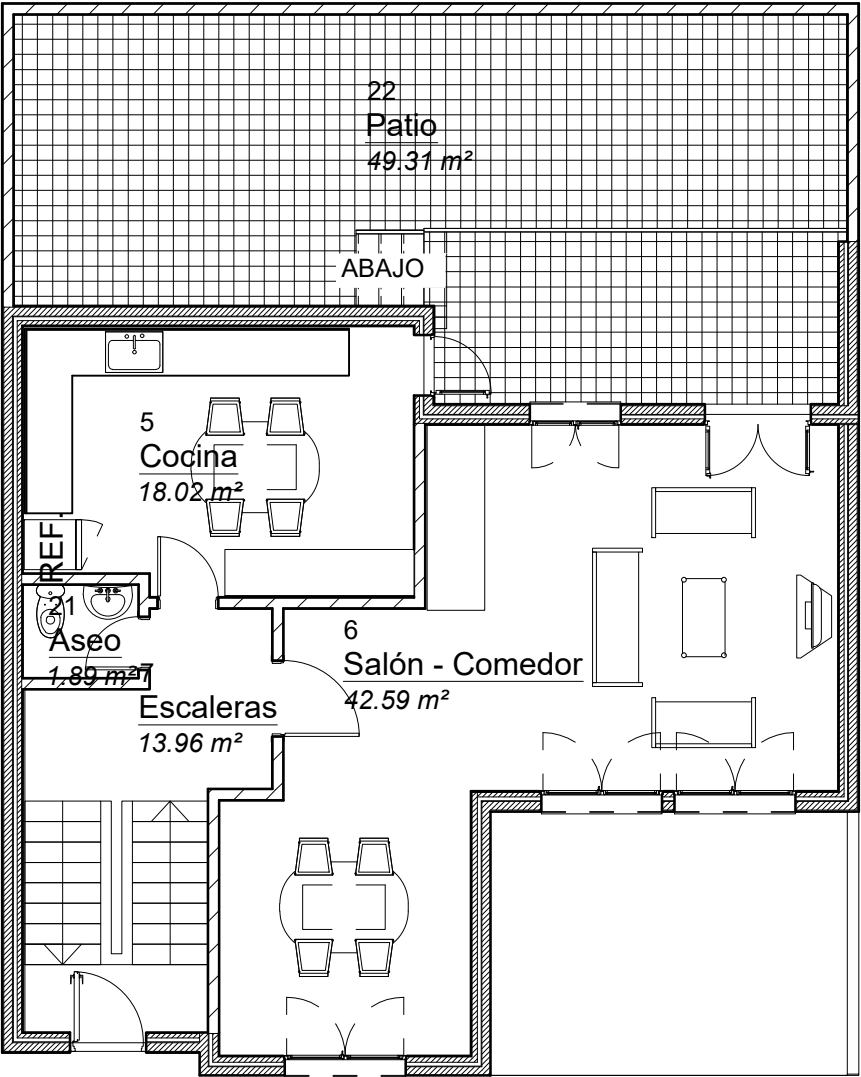 22
Patio
49.31 m²
ABAJO
5
Cocina
18.02 m²
REF.
21
Aseo
1.89 m²
7
Escaleras
13.96 m²
6
Salón - Comedor
42.59 m²